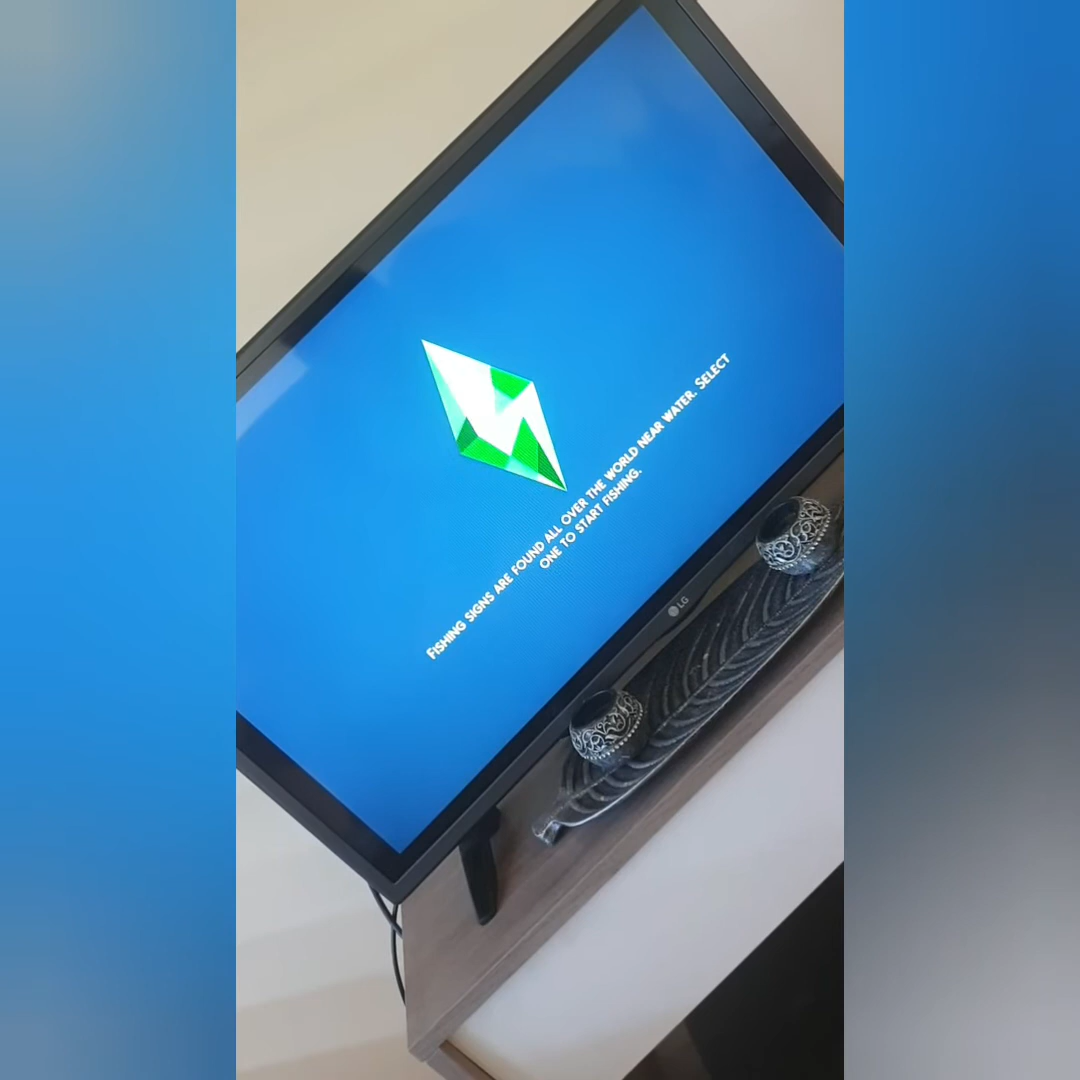 Fishing signs are found all over the world near water. Select
one to start fishing.
LG